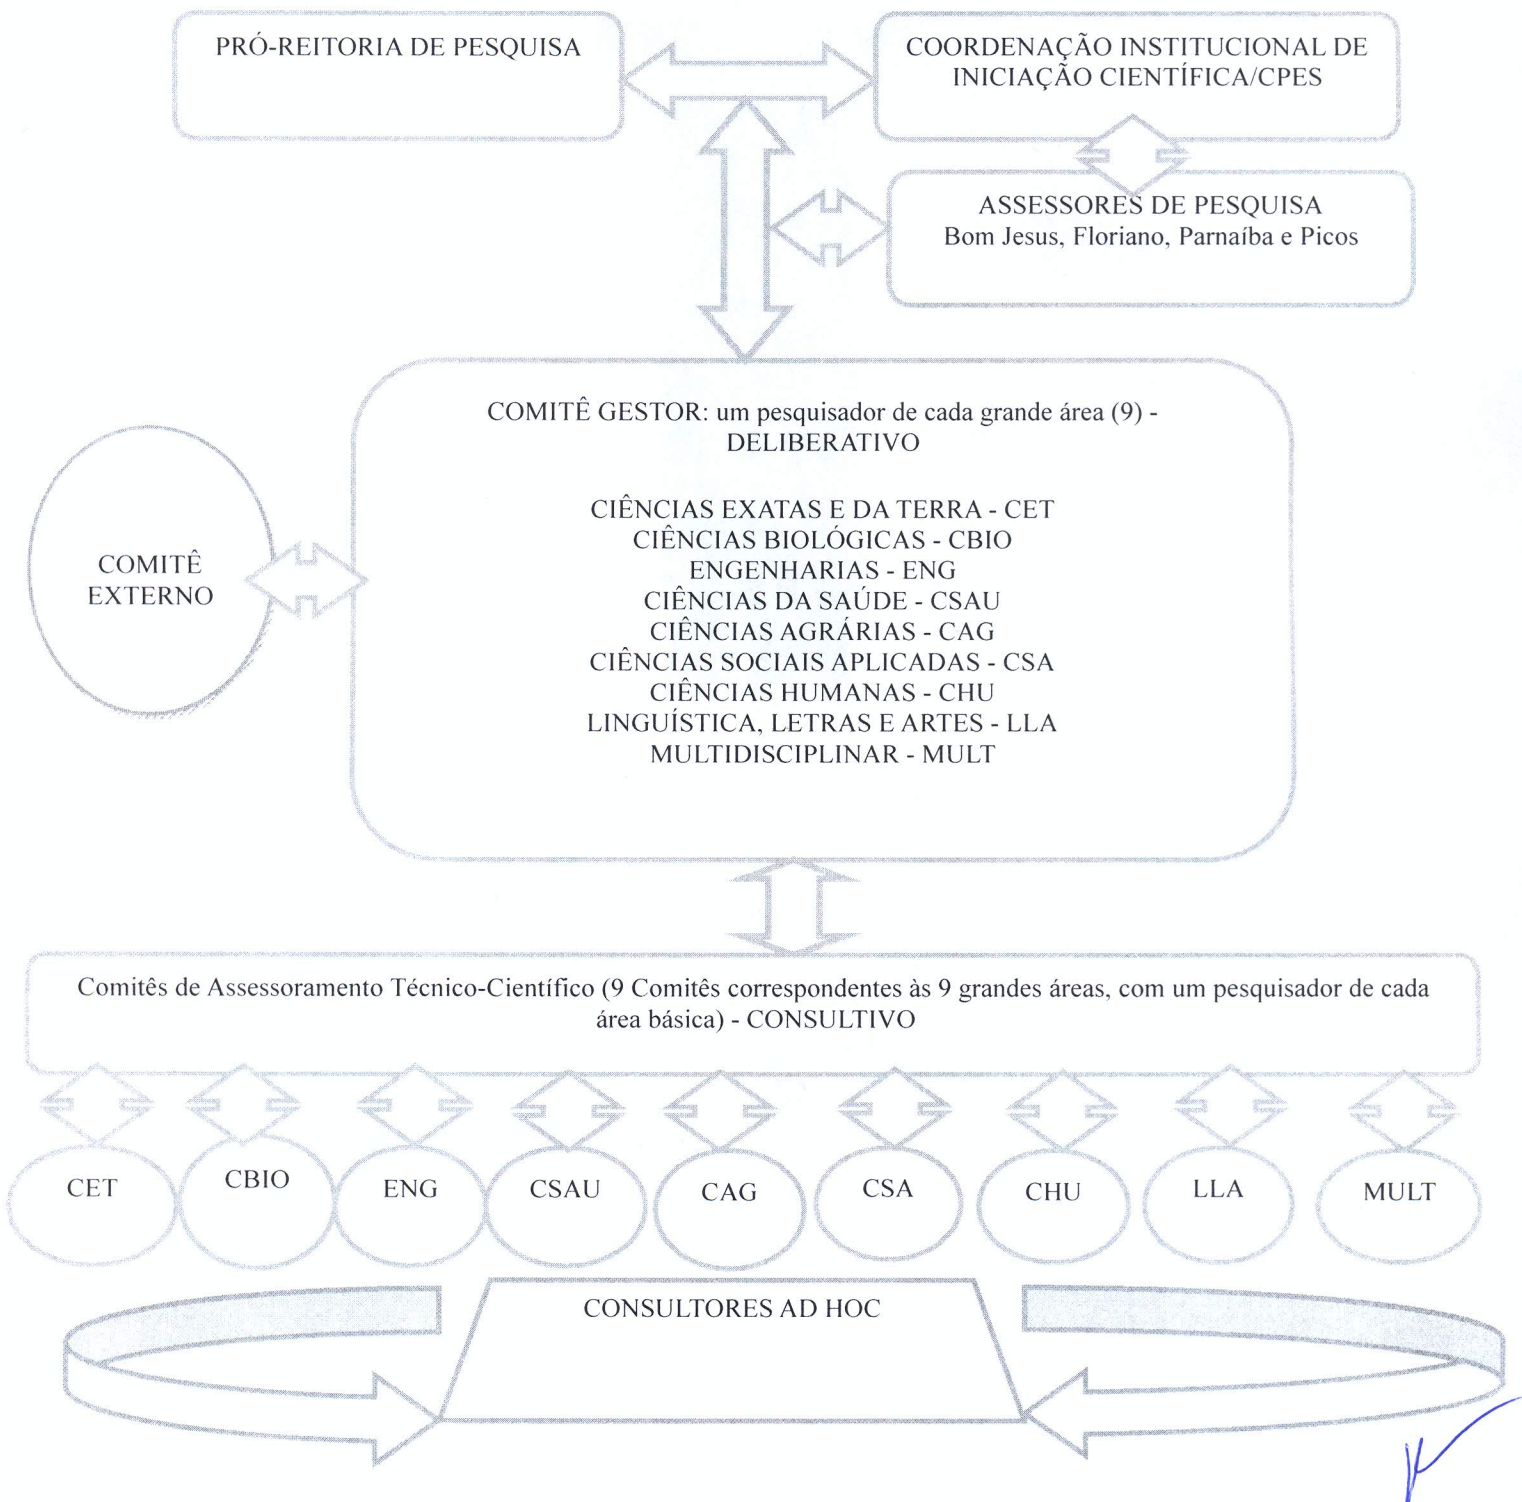 PRÓ-REITORIA DE PESQUISA
COORDENAÇÃO INSTITUCIONAL DE
INICIAÇÃO CIENTÍFICA/CPES
ASSESSORES DE PESQUISA
Bom Jesus, Floriano, Parnaíba e Picos
COMITÊ GESTOR: um pesquisador de cada grande área (9) -
DELIBERATIVO
CIÊNCIAS EXATAS E DA TERRA - CET
CIÊNCIAS BIOLÓGICAS - CBIO
ENGENHARIAS - ENG
CIÊNCIAS DA SAÚDE - CSAU
CIÊNCIAS AGRÁRIAS - CAG
CIÊNCIAS SOCIAIS APLICADAS - CSA
CIÊNCIAS HUMANAS - CHU
LINGUÍSTICA, LETRAS E ARTES - LLA
MULTIDISCIPLINAR - MULT
COMITÊ
EXTERNO
Comitês de Assessoramento Técnico-Científico (9 Comitês correspondentes às 9 grandes áreas, com um pesquisador de cada
área básica) - CONSULTIVO
CET
CBIO
ENG
CSAU
CAG
CSA
CHU
LLA
MULT
CONSULTORES AD HOC